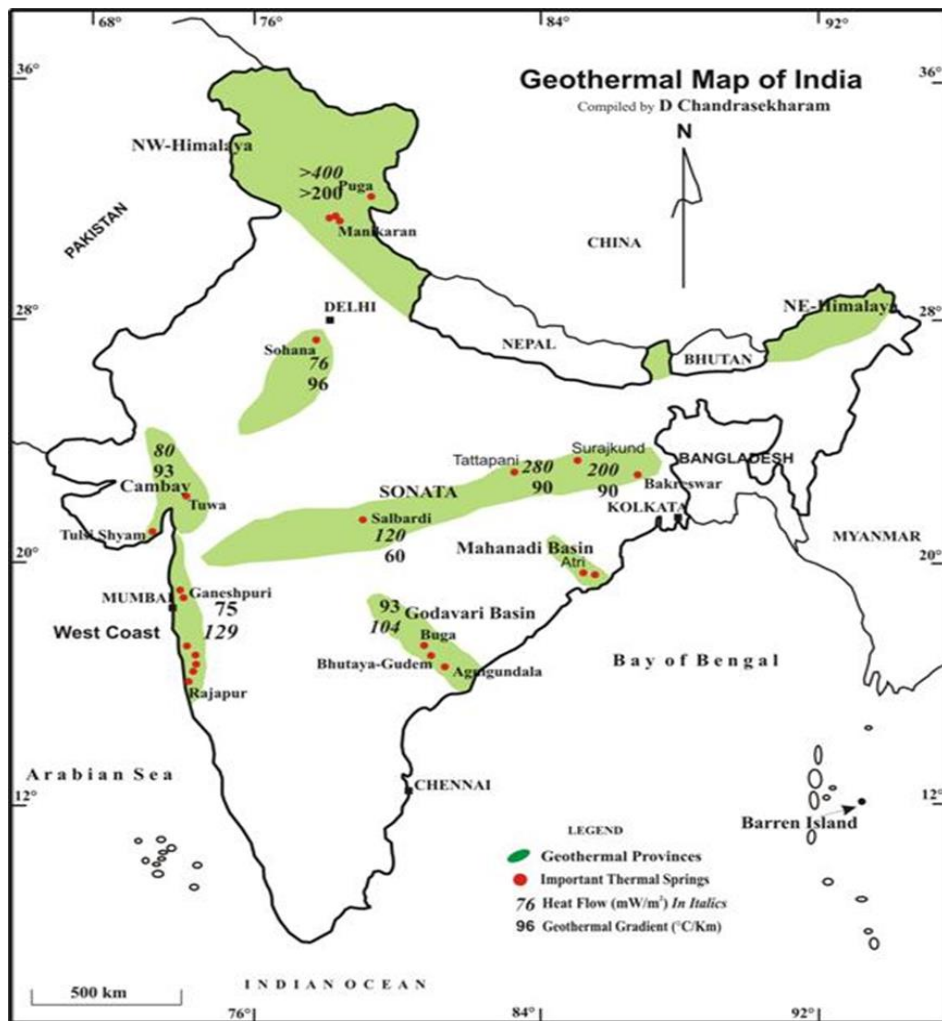 68°
76°
84°
92°
36°
36°
Geothermal Map of India
Compiled by D Chandrasekharam
N
NW-Himalaya
>400
Puga
>200
Manikaran
PAKISTAN
CHINA
28°
DELHI
NE-Himalaya
28°
NEPAL
BHUTAN
Sohana
76
96
80
93
Cambay
Tuwa
Tulsi Shyam
Surajkund
Tattapani
280
200
BANGLADESH
90
90
Bakreswar
SONATA
KOLKATA
Salbardi
120
60
Mahanadi Basin
Atri
MYANMAR
20°
20°
MUMBAI
Ganeshpuri
75
129
West Coast
Rajapur
93
Godavari Basin
104
Buga
Bhutaya-Gudem
Agnigundala
Bay of Bengal
Arabian Sea
CHENNAI
12°
12°
Barren Island
LEGEND
Geothermal Provinces
Important Thermal Springs
76 Heat Flow (mW/m²) In Italics
96 Geothermal Gradient (°C/Km)
INDIAN OCEAN
500 km
76°
84°
92°